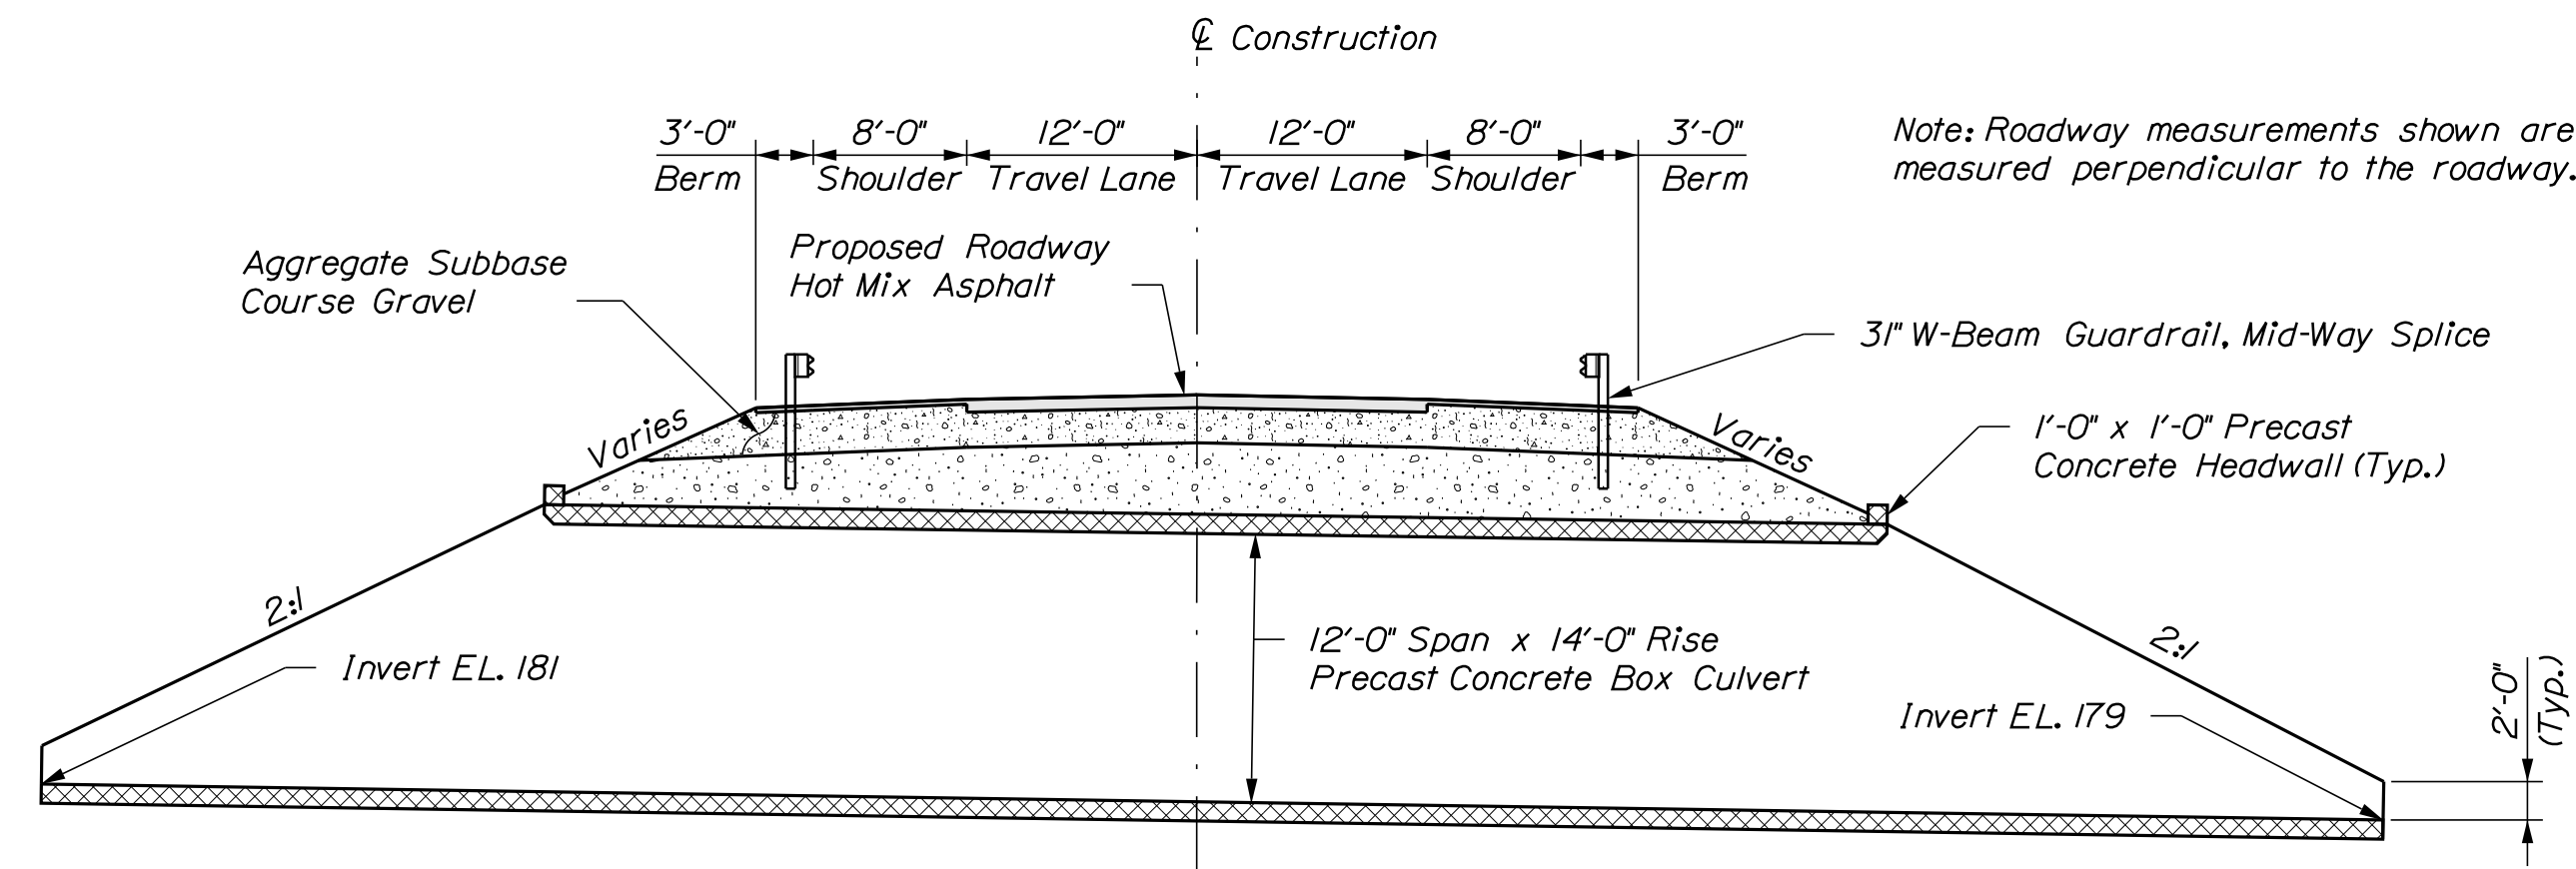 ℄ Construction
3'-0" 8'-0" 12'-0" 12'-0" 8'-0" 3'-0"
Berm Shoulder Travel Lane Travel Lane Shoulder Berm
Note: Roadway measurements shown are
measured perpendicular to the roadway.
Aggregate Subbase
Course Gravel
Proposed Roadway
Hot Mix Asphalt
31" W-Beam Guardrail, Mid-Way Splice
Varies
Varies
1'-0" x 1'-0" Precast
Concrete Headwall (Typ.)
2:1
2:1
12'-0" Span x 14'-0" Rise
Precast Concrete Box Culvert
Invert EL. 181
Invert EL. 179
2'-0"
(Typ.)